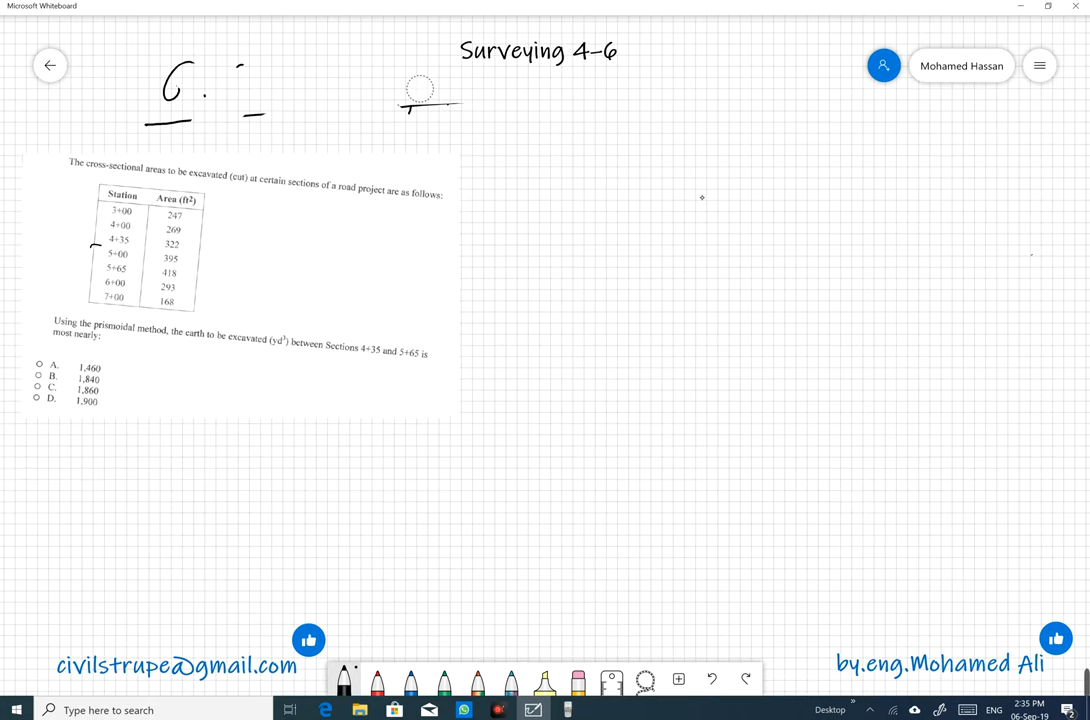 Microsoft Whiteboard
Surveying 4-6
Mohamed Hassan
6
The cross-sectional areas to be excavated (cut) at certain sections of a road project are as follows:
Station Area (ft²)
3+00 247
4+00 269
4+35 322
5+00 395
5+65 418
6+00 293
7+00 168
Using the prismoidal method, the earth to be excavated (yd³) between Sections 4+35 and 5+65 is
most nearly:
A. 1,460
B. 1,840
C. 1,860
D. 1,900
civilstrupe@gmail.com
by.eng.Mohamed Ali
Type here to search
Desktop
ENG
2:35 PM
06-Sep-19
2